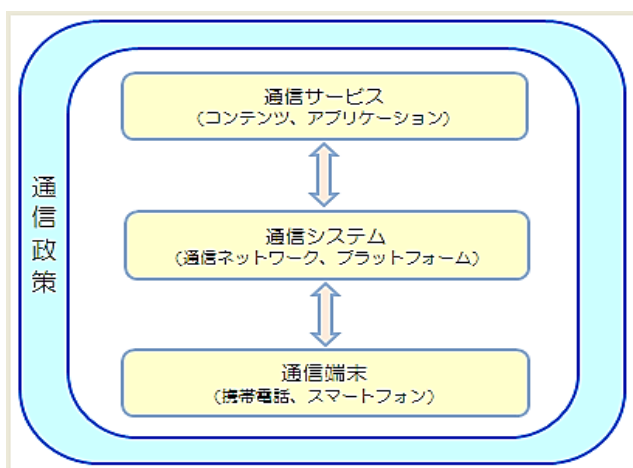 通信政策
通信サービス
（コンテンツ、アプリケーション）
通信システム
（通信ネットワーク、プラットフォーム）
通信端末
（携帯電話、スマートフォン）